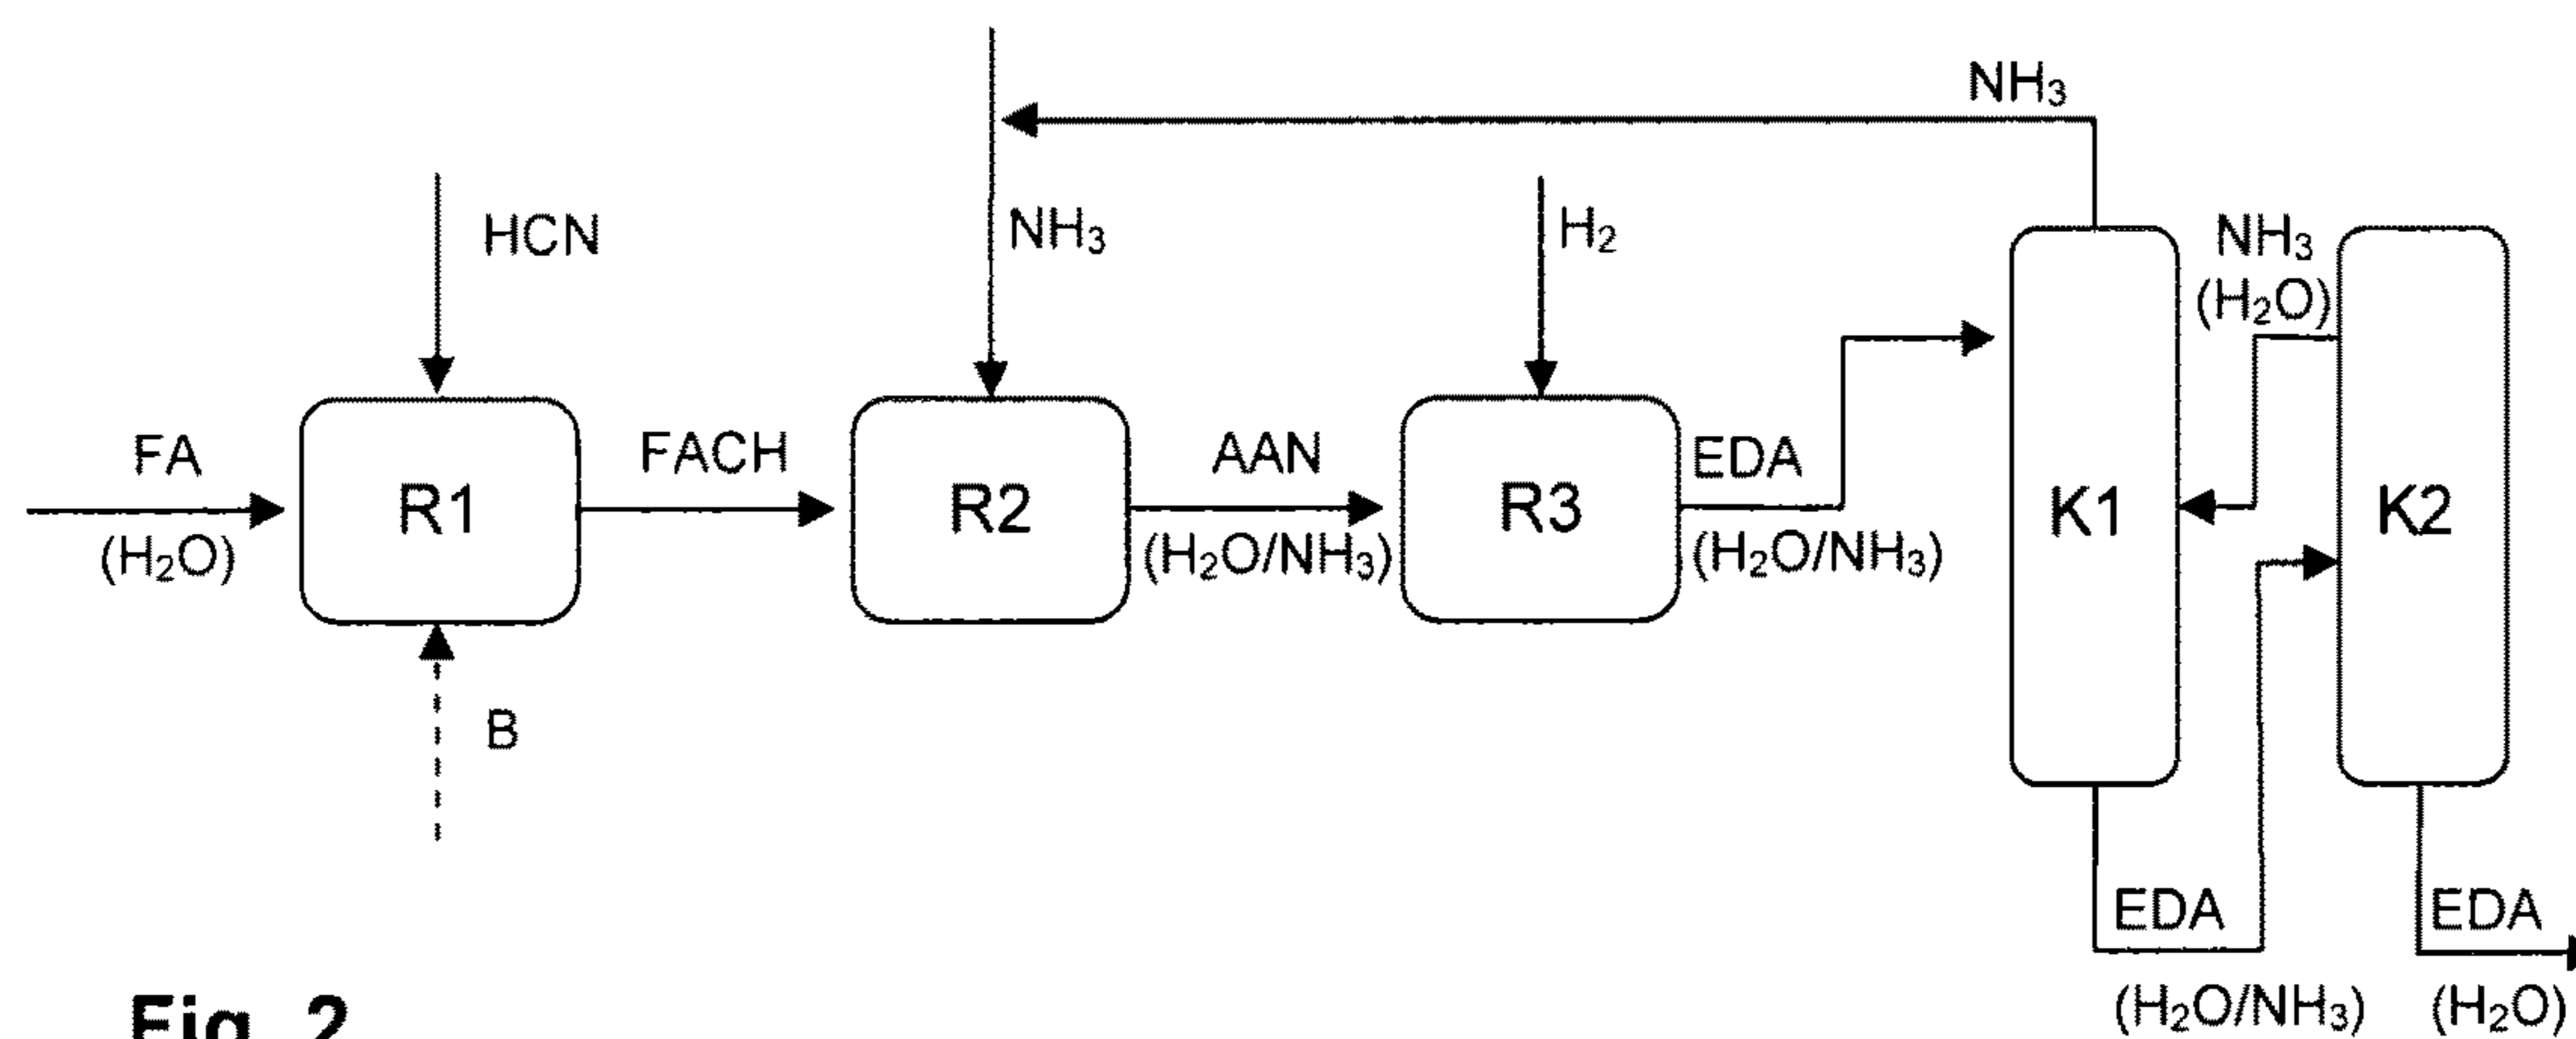 NH₃
HCN
NH₃
H₂
NH₃
(H₂O)
FA
(H₂O)
R1
FACH
R2
AAN
(H₂O/NH₃)
R3
EDA
(H₂O/NH₃)
K1
K2
B
EDA
(H₂O/NH₃)
EDA
(H₂O)
Fig. 2